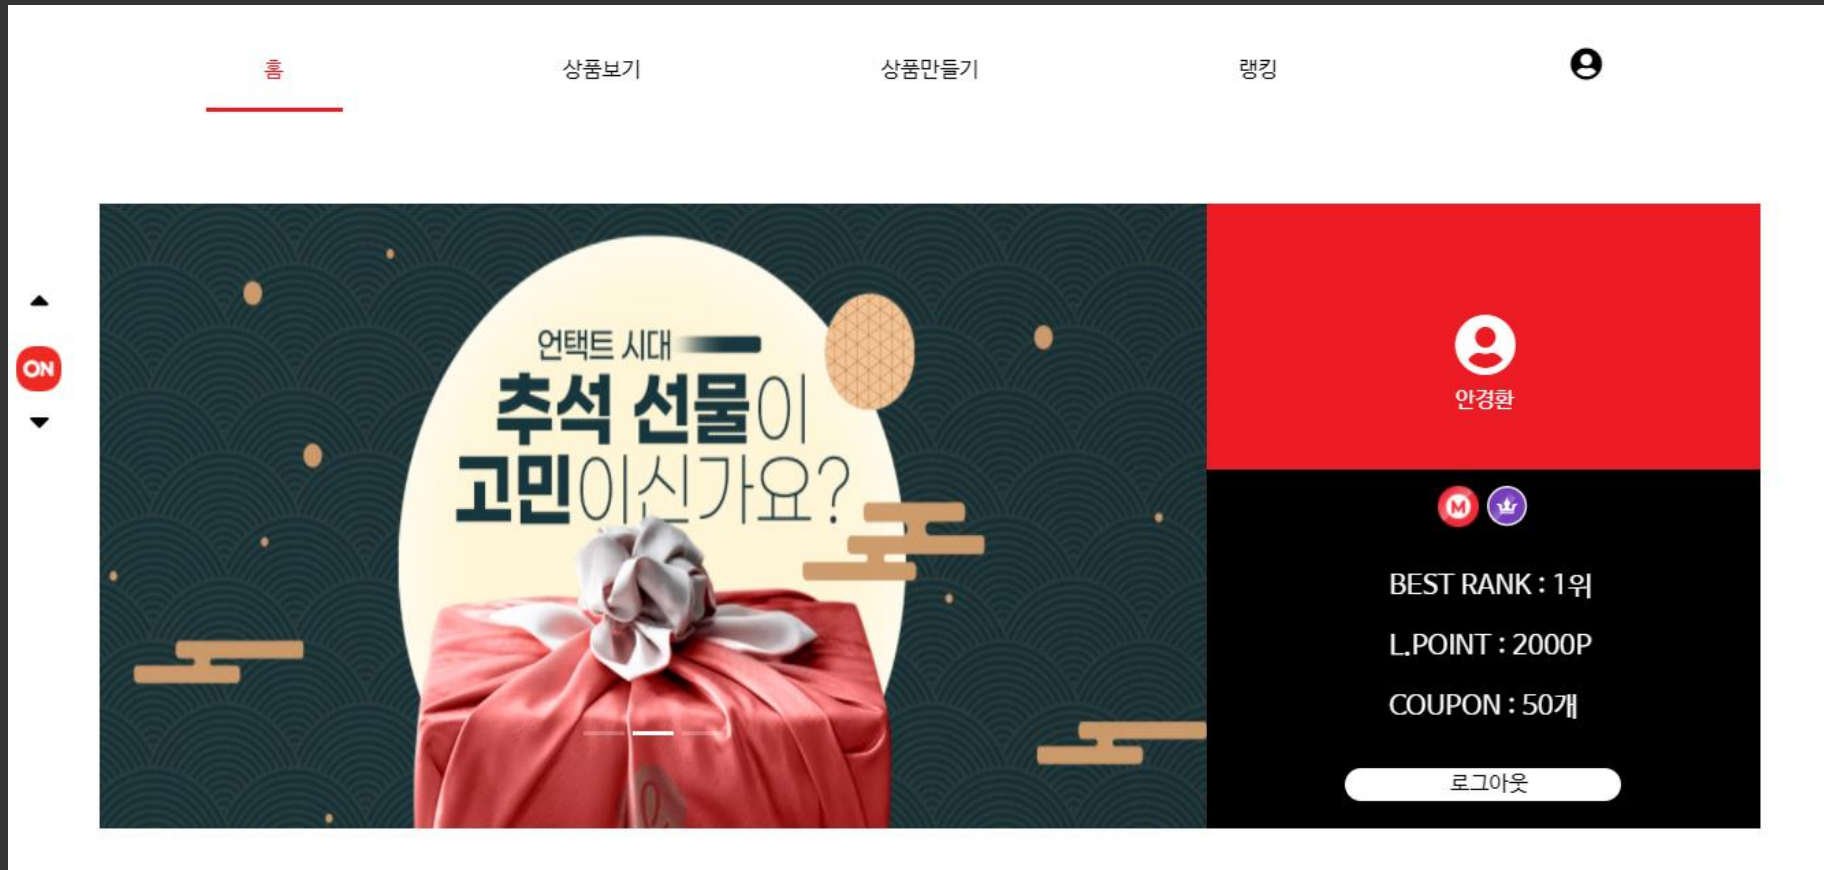 홈
상품보기
상품만들기
랭킹
ON
언택트 시대
추석 선물이
고민이신가요?
안경환
M
BEST RANK : 1위
L.POINT : 2000P
COUPON : 50개
로그아웃